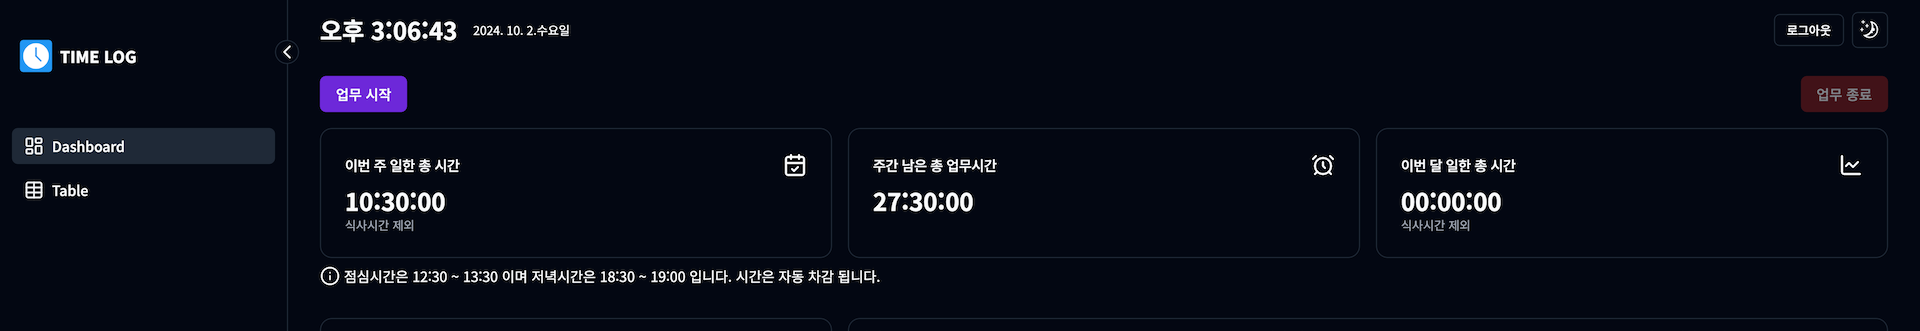 TIME LOG
Dashboard
Table
오후 3:06:43 2024. 10. 2.수요일
로그아웃
업무 시작
업무 종료
이번 주 일한 총 시간
10:30:00
식사시간 제외
주간 남은 총 업무시간
27:30:00
이번 달 일한 총 시간
00:00:00
식사시간 제외
점심시간은 12:30 ~ 13:30 이며 저녁시간은 18:30 ~ 19:00 입니다. 시간은 자동 차감 됩니다.